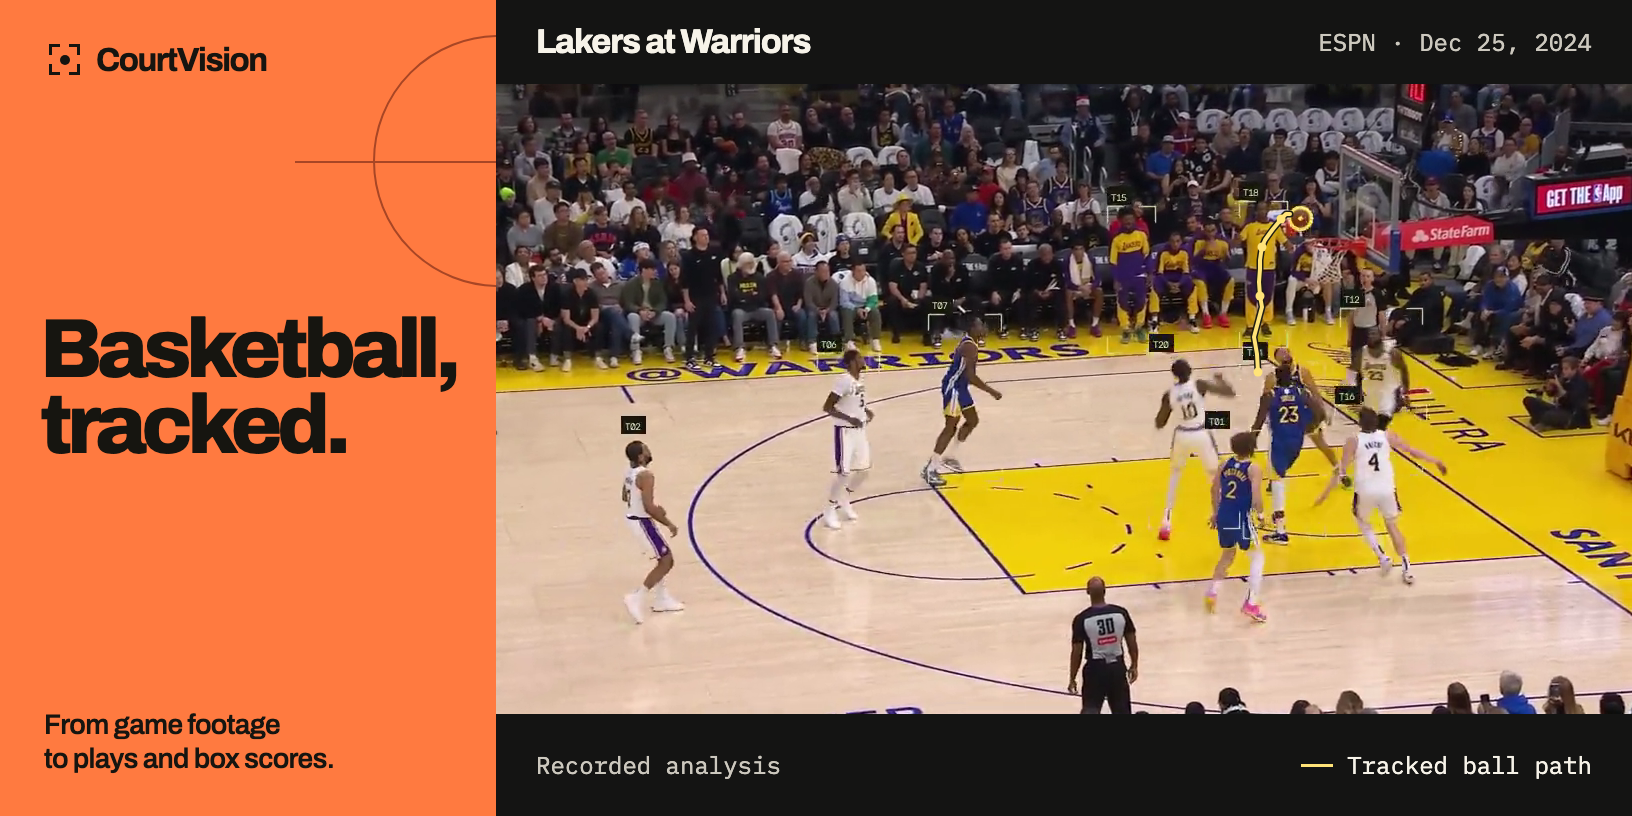 CourtVision
Basketball,
tracked.
From game footage
to plays and box scores.
Lakers at Warriors
ESPN · Dec 25, 2024
GET THE App
StateFarm
T15
T18
T07
T12
T06
T20
T02
T01
T16
@WARRIORS
ULTRA
23
10
23
4
2
30
Recorded analysis
Tracked ball path